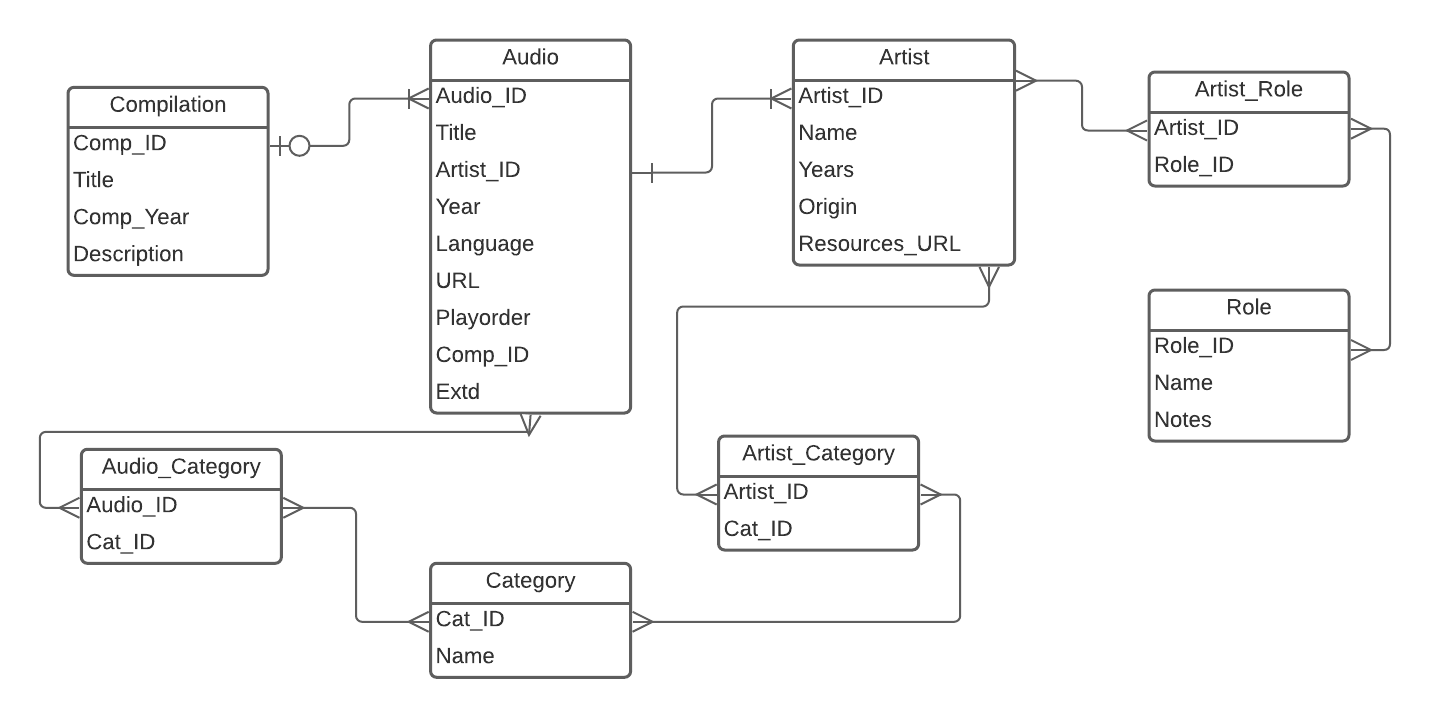 Compilation
Comp_ID
Title
Comp_Year
Description
Audio
Audio_ID
Title
Artist_ID
Year
Language
URL
Playorder
Comp_ID
Extd
Artist
Artist_ID
Name
Years
Origin
Resources_URL
Artist_Role
Artist_ID
Role_ID
Role
Role_ID
Name
Notes
Audio_Category
Audio_ID
Cat_ID
Artist_Category
Artist_ID
Cat_ID
Category
Cat_ID
Name